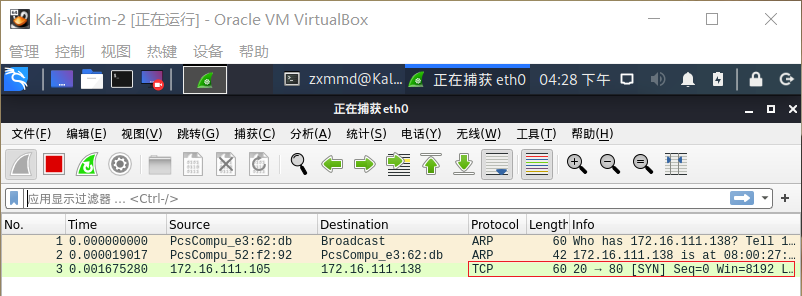 Kali-victim-2 [正在运行] - Oracle VM VirtualBox
管理 控制 视图 热键 设备 帮助
zxmmd@Kal... 正在捕获 eth0 04:28 下午
正在捕获 eth0
文件(F) 编辑(E) 视图(V) 跳转(G) 捕获(C) 分析(A) 统计(S) 电话(Y) 无线(W) 工具(T) 帮助(H)
应用显示过滤器 … <Ctrl-/>
No. Time Source Destination Protocol Length Info
1 0.000000000 PcsCompu_e3:62:db Broadcast ARP 60 Who has 172.16.111.138? Tell 1…
2 0.000019017 PcsCompu_52:f2:92 PcsCompu_e3:62:db ARP 42 172.16.111.138 is at 08:00:27:…
3 0.001675280 172.16.111.105 172.16.111.138 TCP 60 20 → 80 [SYN] Seq=0 Win=8192 L…